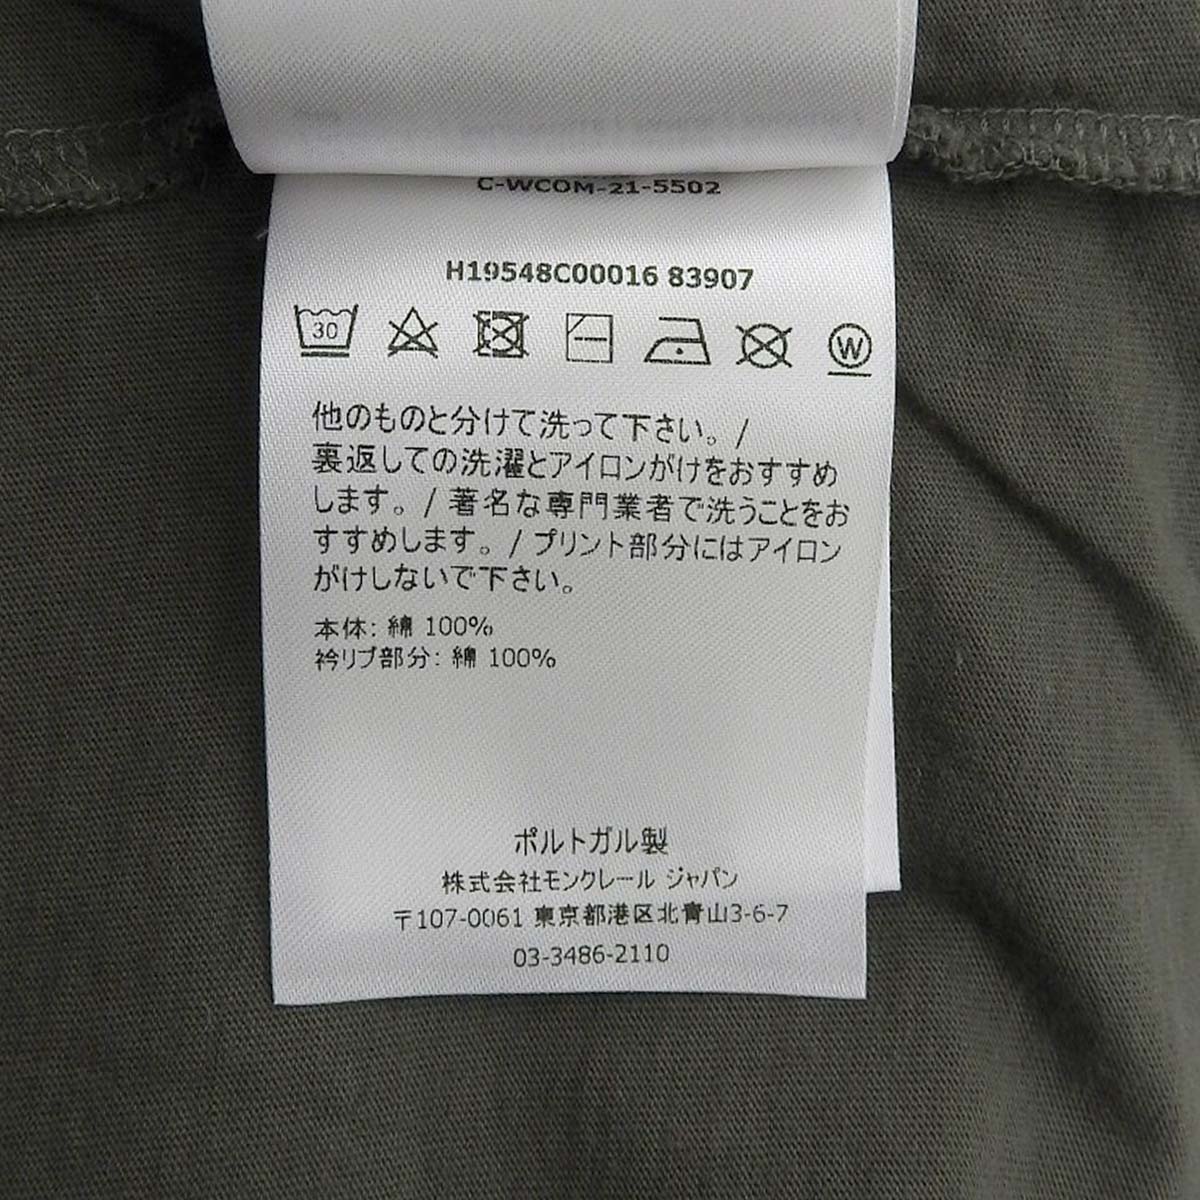 C-WCOM-21-5502
H19548C00016 83907
30
W
他のものと分けて洗って下さい。/
裏返しての洗濯とアイロンがけをおすすめ
します。/ 著名な専門業者で洗うことをお
すすめします。/ プリント部分にはアイロン
がけしないで下さい。
本体: 綿 100%
衿リブ部分: 綿 100%
ポルトガル製
株式会社モンクレール ジャパン
〒107-0061 東京都港区北青山3-6-7
03-3486-2110